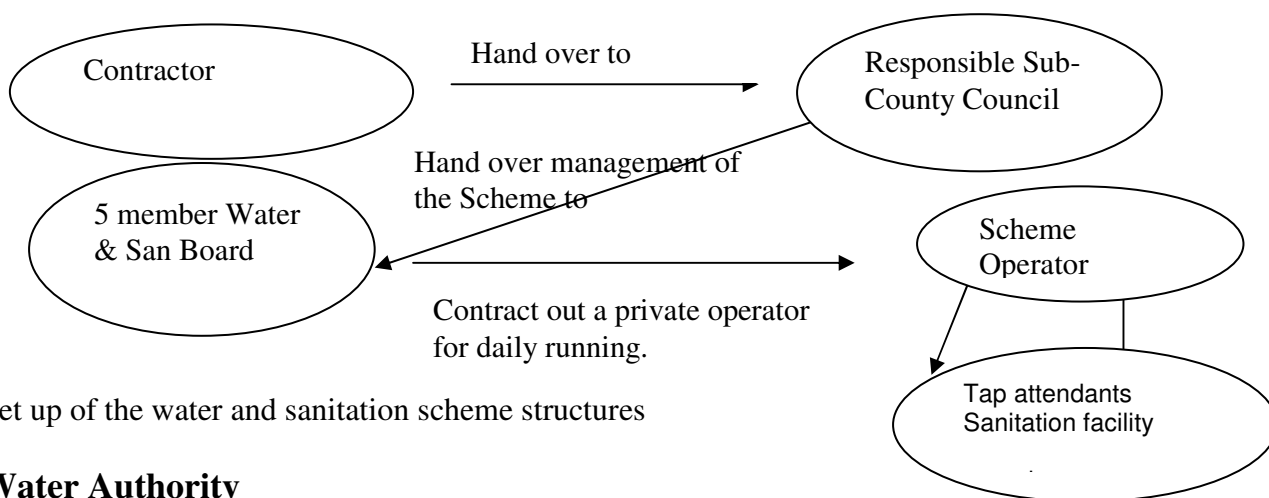 Contractor
Hand over to
Responsible Sub-
County Council
Hand over management of
the Scheme to
5 member Water
& San Board
Scheme
Operator
Contract out a private operator
for daily running.
Tap attendants
Sanitation facility
et up of the water and sanitation scheme structures
Water Authority